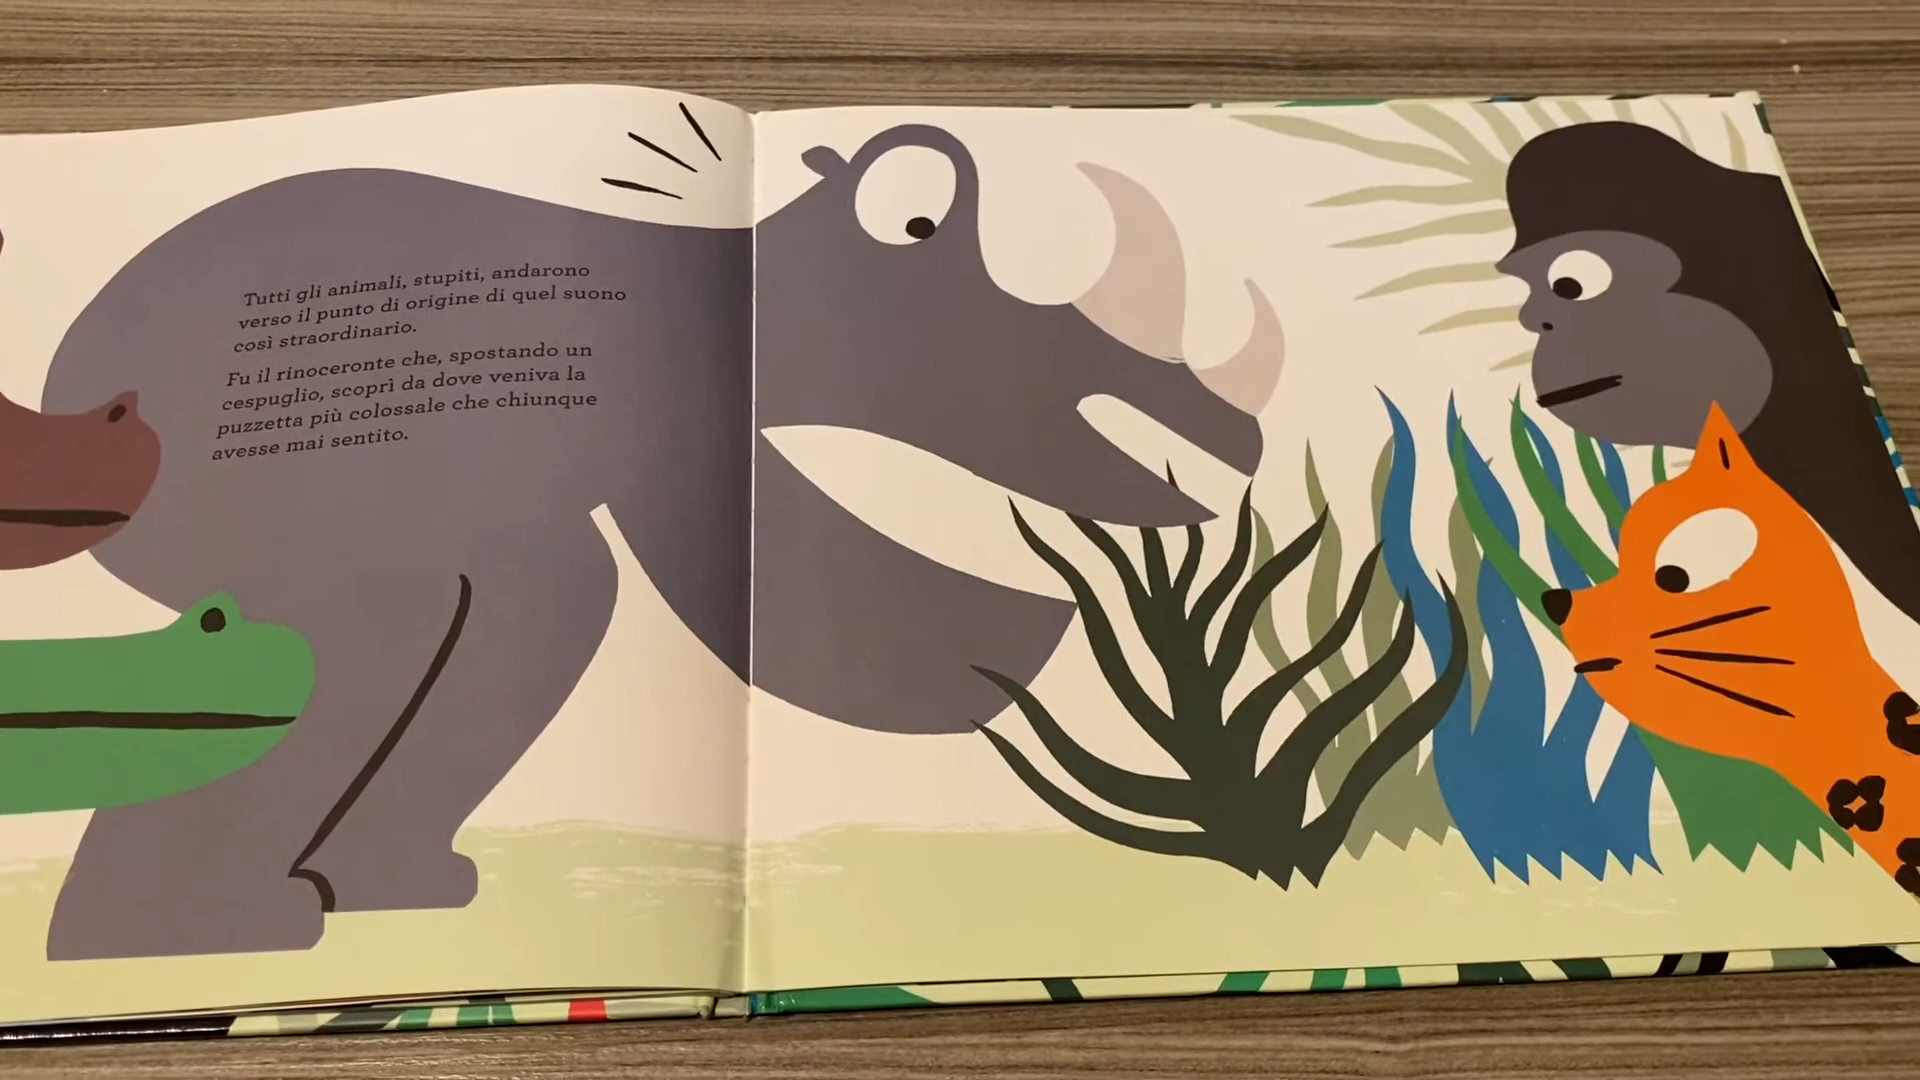 Tutti gli animali, stupiti, andarono
verso il punto di origine di quel suono
così straordinario.
Fu il rinoceronte che, spostando un
cespuglio, scoprì da dove veniva la
puzzetta più colossale che chiunque
avesse mai sentito.